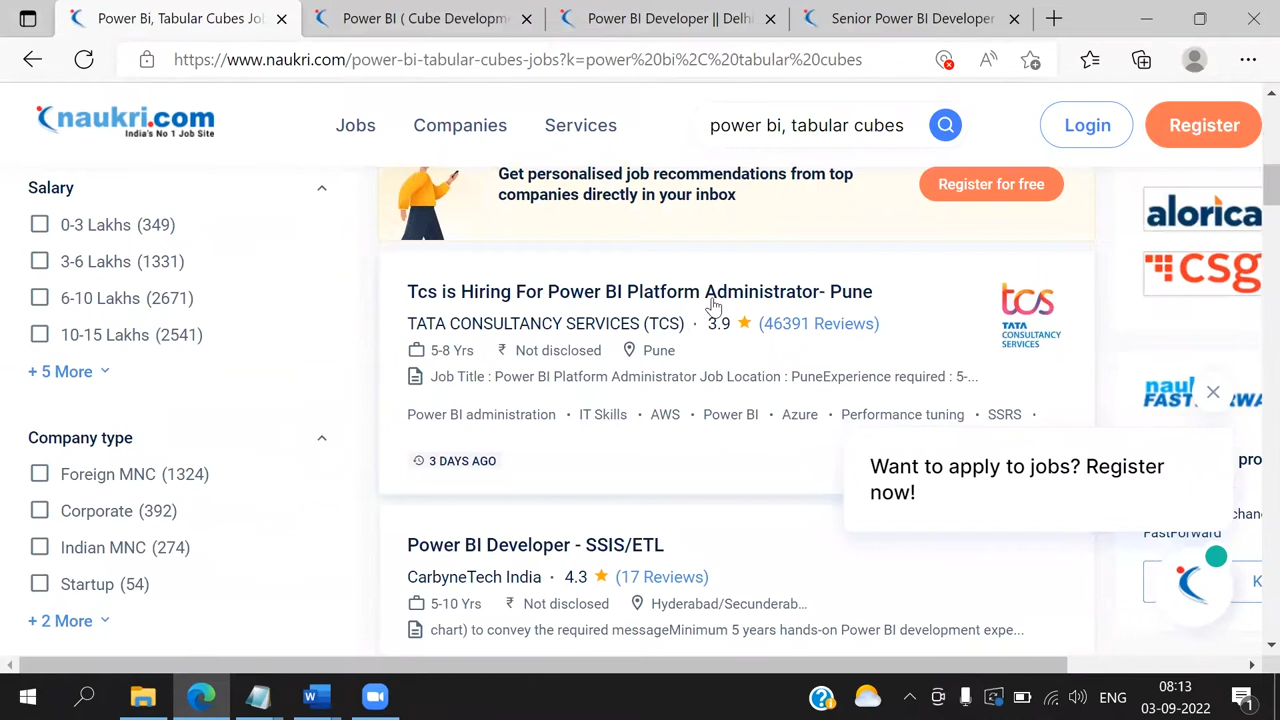 Power Bi, Tabular Cubes Jo
Power BI ( Cube Developm
Power BI Developer || Delhi
Senior Power BI Developer
https://www.naukri.com/power-bi-tabular-cubes-jobs?k=power%20bi%2C%20tabular%20cubes
naukri.com
India's No 1 Job Site
Jobs
Companies
Services
power bi, tabular cubes
Login
Register
Salary
0-3 Lakhs (349)
3-6 Lakhs (1331)
6-10 Lakhs (2671)
10-15 Lakhs (2541)
+ 5 More
Company type
Foreign MNC (1324)
Corporate (392)
Indian MNC (274)
Startup (54)
+ 2 More
Get personalised job recommendations from top
companies directly in your inbox
Register for free
Tcs is Hiring For Power BI Platform Administrator- Pune
TATA CONSULTANCY SERVICES (TCS) · 3.9 ★ (46391 Reviews)
5-8 Yrs ₹ Not disclosed Pune
Job Title : Power BI Platform Administrator Job Location : PuneExperience required : 5-...
Power BI administration • IT Skills • AWS • Power BI • Azure • Performance tuning • SSRS •
3 DAYS AGO
tcs
TATA
CONSULTANCY
SERVICES
Power BI Developer - SSIS/ETL
CarbyneTech India · 4.3 ★ (17 Reviews)
5-10 Yrs ₹ Not disclosed Hyderabad/Secunderab...
chart) to convey the required messageMinimum 5 years hands-on Power BI development expe...
alorica
csg
nau
FAST
WA
Want to apply to jobs? Register
now!
pro
chan
FastForward
K
ENG
08:13
03-09-2022
1